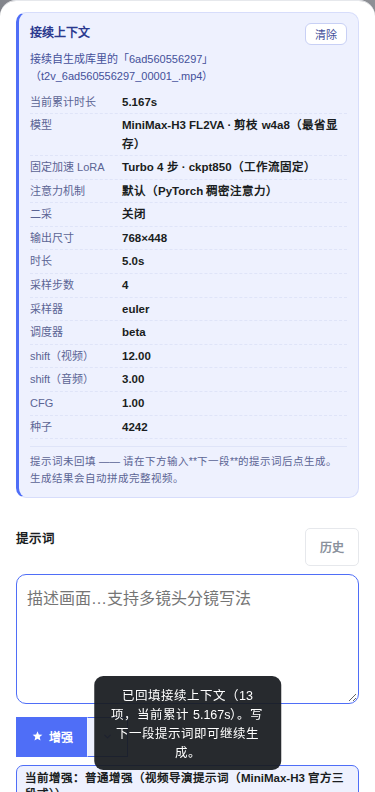 接续上下文
清除
接续自生成库里的「6ad560556297」
（t2v_6ad560556297_00001_.mp4）
当前累计时长 5.167s
模型 MiniMax-H3 FL2VA · 剪枝 w4a8（最省显
存）
固定加速 LoRA Turbo 4 步 · ckpt850（工作流固定）
注意力机制 默认（PyTorch 稠密注意力）
二采 关闭
输出尺寸 768×448
时长 5.0s
采样步数 4
采样器 euler
调度器 beta
shift（视频） 12.00
shift（音频） 3.00
CFG 1.00
种子 4242
提示词未回填 —— 请在下方输入**下一段**的提示词后点生成。
生成结果会自动拼成完整视频。
提示词
历史
描述画面…支持多镜头分镜写法
已回填接续上下文（13
项，当前累计 5.167s）。写
下一段提示词即可继续生
成。
增强
当前增强：普通增强（视频导演提示词（MiniMax-H3 官方三
段式））